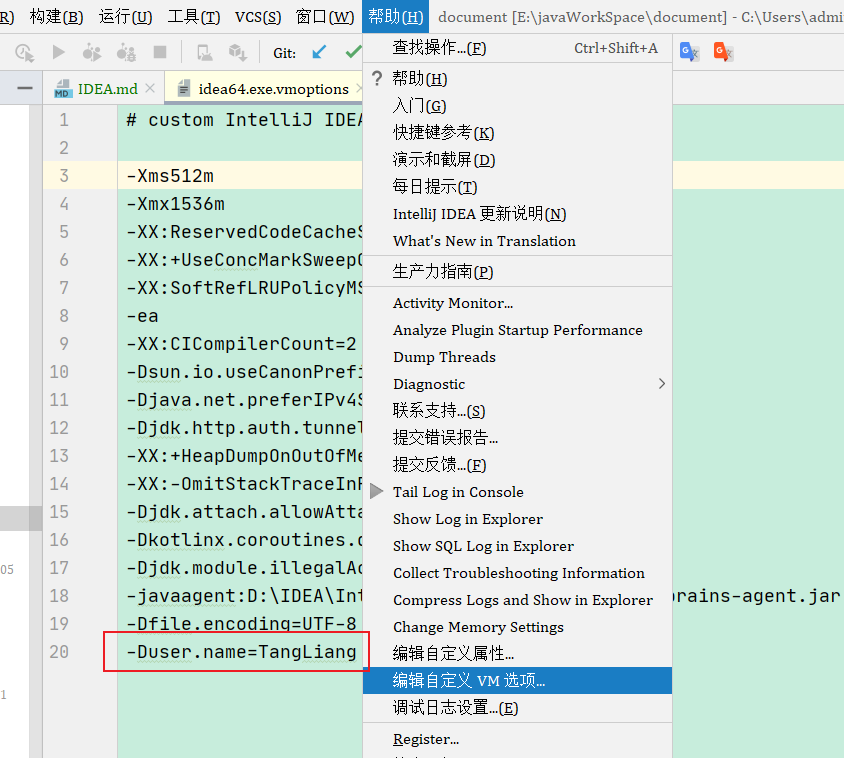 R) 构建(B) 运行(U) 工具(T) VCS(S) 窗口(W) 帮助(H) document [E:\javaWorkSpace\document] - C:\Users\admi
Git:
IDEA.md idea64.exe.vmoptions
1 # custom IntelliJ IDEA
2
3 -Xms512m
4 -Xmx1536m
5 -XX:ReservedCodeCacheS
6 -XX:+UseConcMarkSweep
7 -XX:SoftRefLRUPolicyMS
8 -ea
9 -XX:CICompilerCount=2
10 -Dsun.io.useCanonPref
11 -Djava.net.preferIPv4S
12 -Djdk.http.auth.tunnel
13 -XX:+HeapDumpOnOutOfMe
14 -XX:-OmitStackTraceIn
15 -Djdk.attach.allowAtta
16 -Dkotlinx.coroutines.
17 -Djdk.module.illegalAc
18 -javaagent:D:\IDEA\Int rains-agent.jar
19 -Dfile.encoding=UTF-8
20 -Duser.name=TangLiang
05
1
查找操作...(F) Ctrl+Shift+A
? 帮助(H)
入门(G)
快捷键参考(K)
演示和截屏(D)
每日提示(T)
IntelliJ IDEA 更新说明(N)
What's New in Translation
生产力指南(P)
Activity Monitor...
Analyze Plugin Startup Performance
Dump Threads
Diagnostic
联系支持...(S)
提交错误报告...
提交反馈...(F)
Tail Log in Console
Show Log in Explorer
Show SQL Log in Explorer
Collect Troubleshooting Information
Compress Logs and Show in Explorer
Change Memory Settings
编辑自定义属性...
编辑自定义 VM 选项...
调试日志设置...(E)
Register...